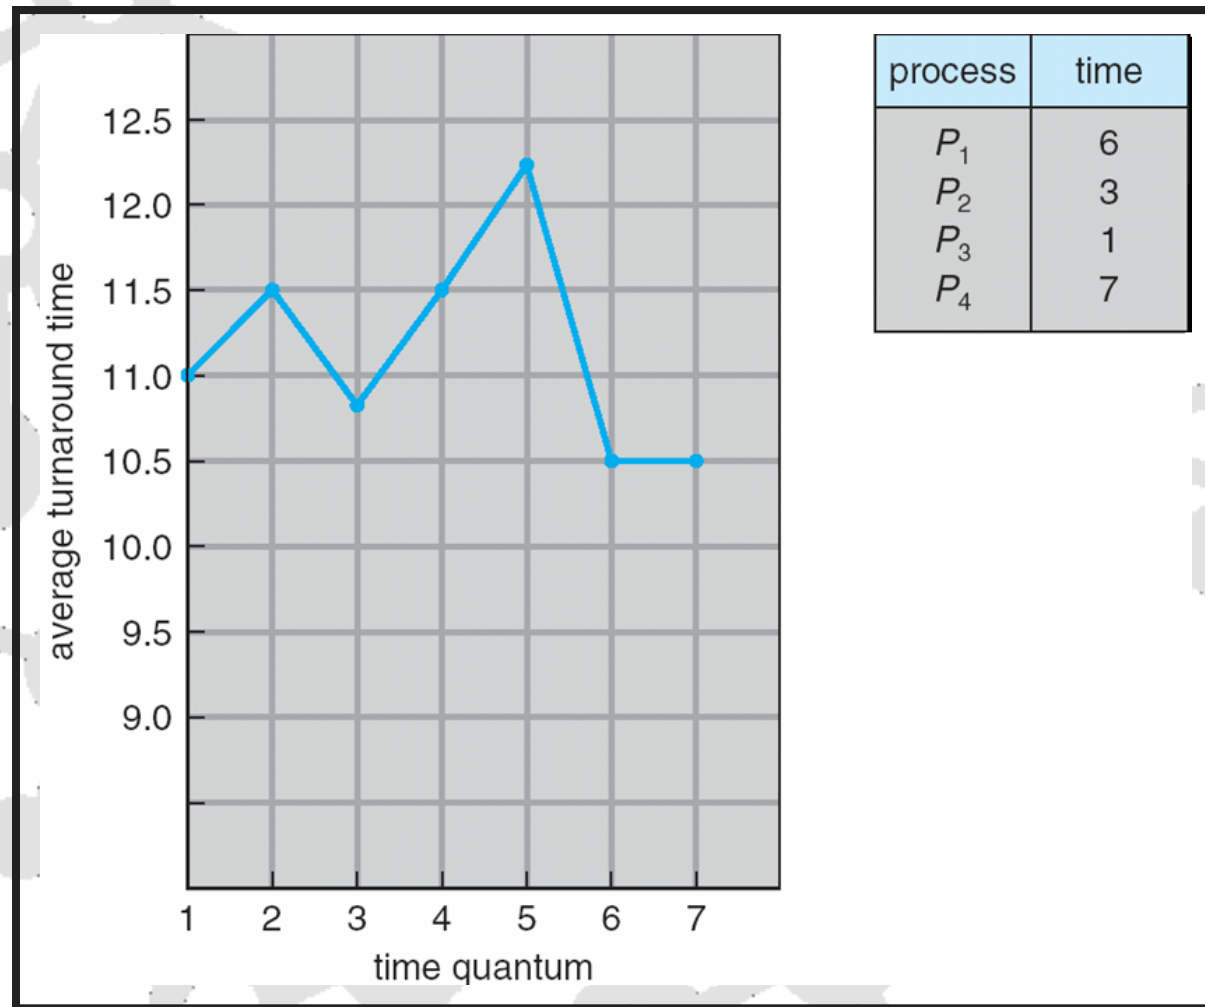 12.5
12.0
11.5
11.0
10.5
10.0
9.5
9.0
average turnaround time
1 2 3 4 5 6 7
time quantum
process time
P1 6
P2 3
P3 1
P4 7